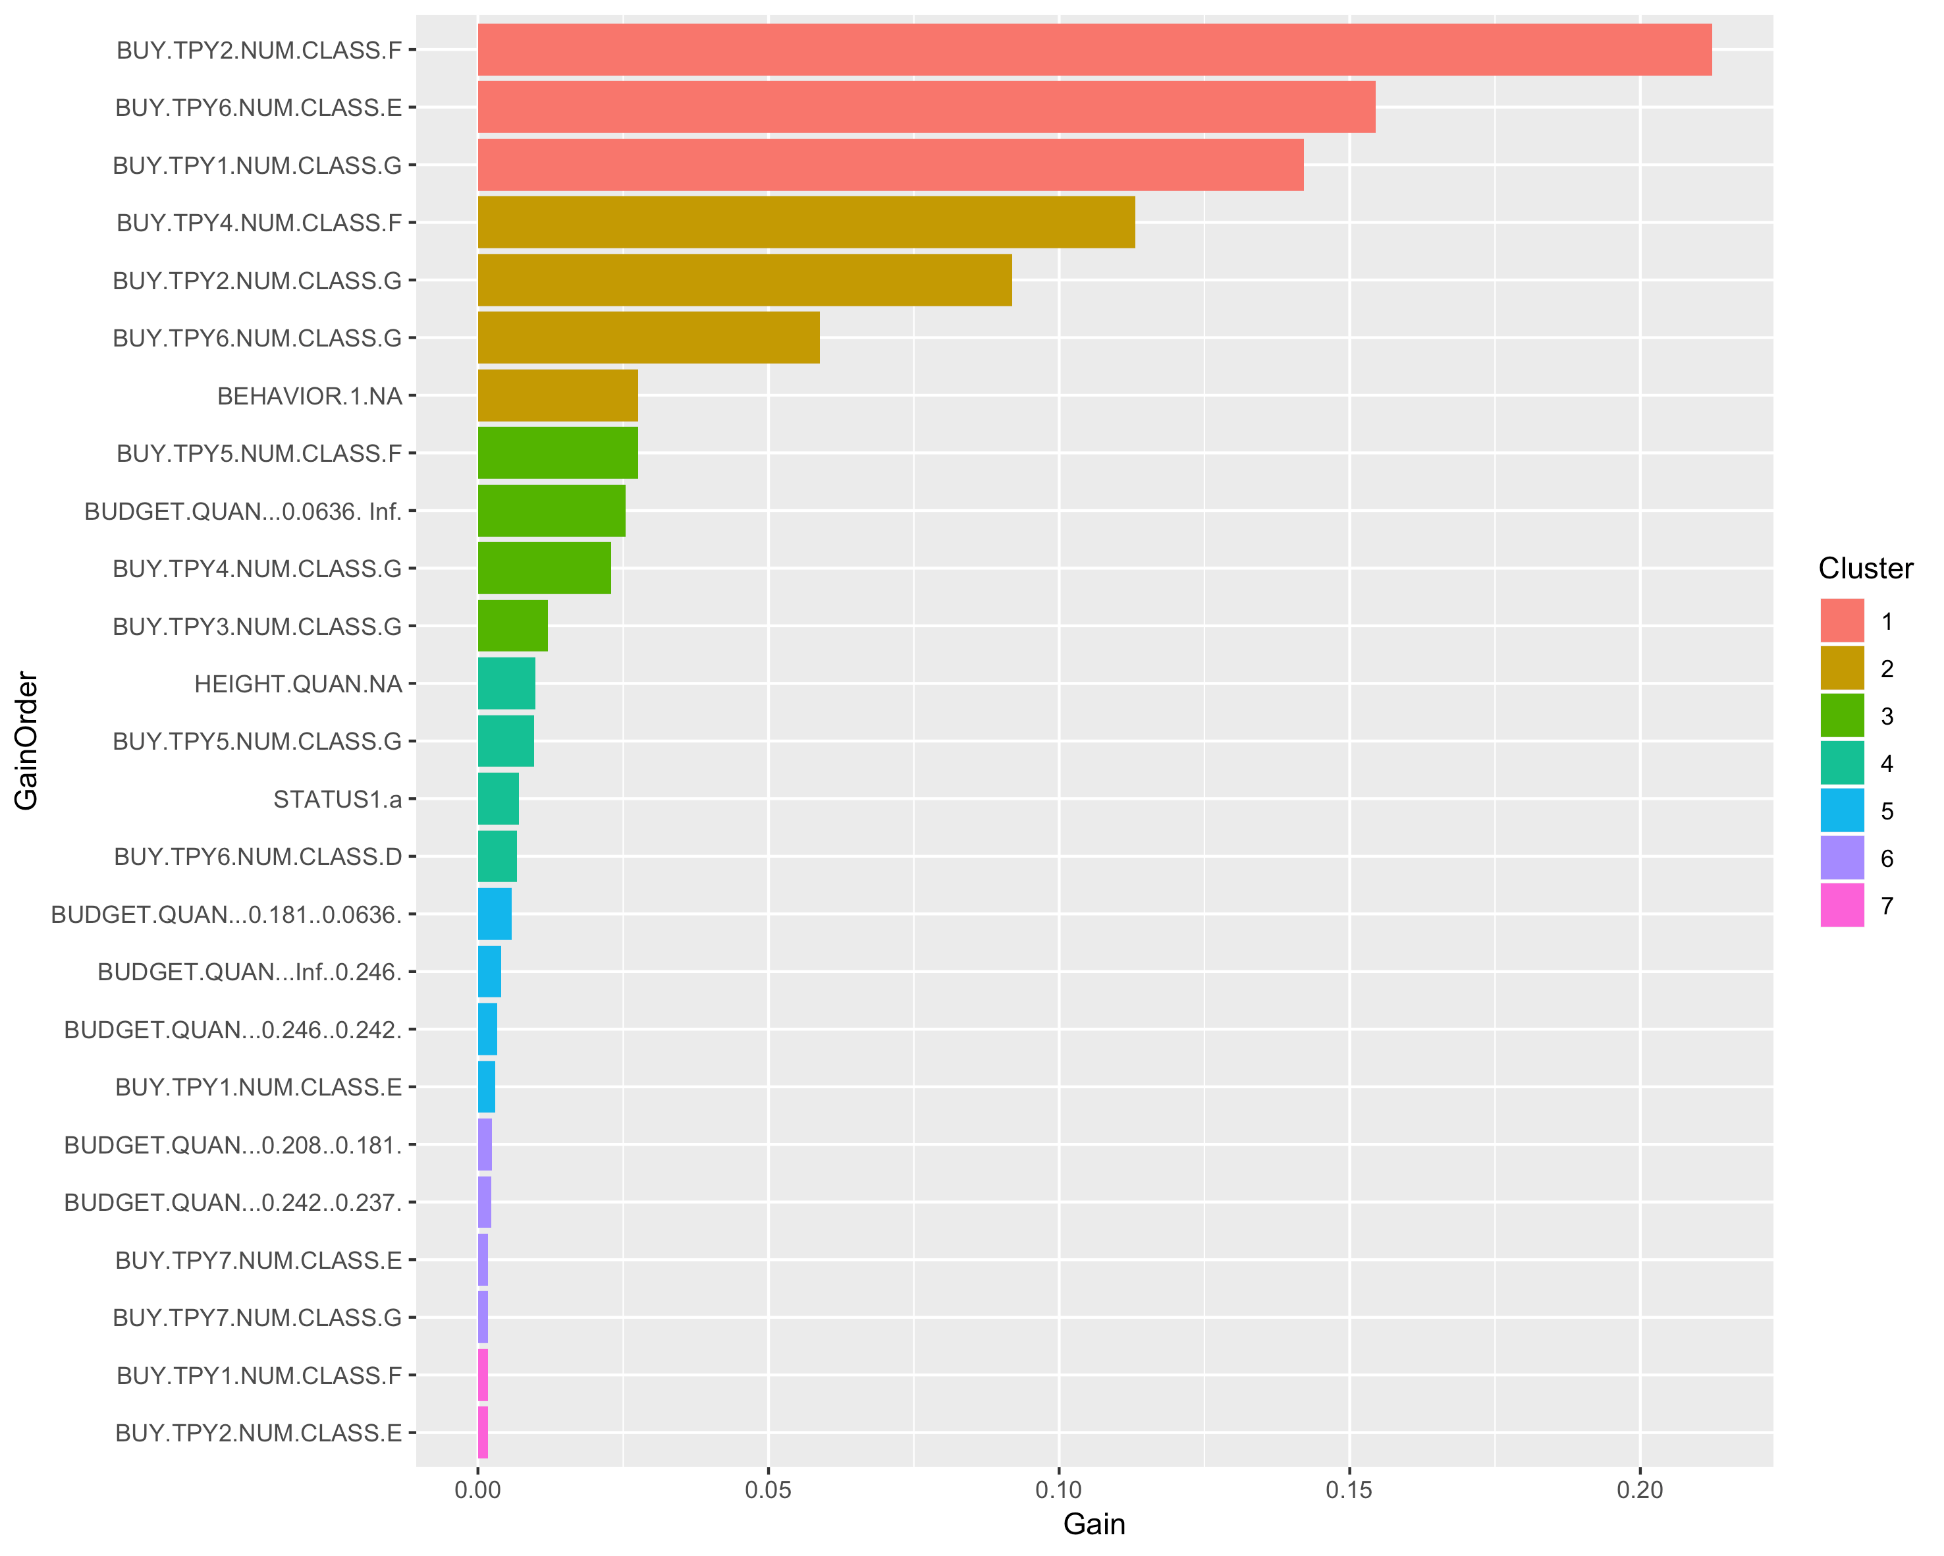 BUY.TPY2.NUM.CLASS.F
BUY.TPY6.NUM.CLASS.E
BUY.TPY1.NUM.CLASS.G
BUY.TPY4.NUM.CLASS.F
BUY.TPY2.NUM.CLASS.G
BUY.TPY6.NUM.CLASS.G
BEHAVIOR.1.NA
BUY.TPY5.NUM.CLASS.F
BUDGET.QUAN...0.0636. Inf.
BUY.TPY4.NUM.CLASS.G
BUY.TPY3.NUM.CLASS.G
HEIGHT.QUAN.NA
BUY.TPY5.NUM.CLASS.G
STATUS1.a
BUY.TPY6.NUM.CLASS.D
BUDGET.QUAN...0.181..0.0636.
BUDGET.QUAN...Inf..0.246.
BUDGET.QUAN...0.246..0.242.
BUY.TPY1.NUM.CLASS.E
BUDGET.QUAN...0.208..0.181.
BUDGET.QUAN...0.242..0.237.
BUY.TPY7.NUM.CLASS.E
BUY.TPY7.NUM.CLASS.G
BUY.TPY1.NUM.CLASS.F
BUY.TPY2.NUM.CLASS.E
GainOrder
0.00 0.05 0.10 0.15 0.20
Gain
Cluster
1
2
3
4
5
6
7